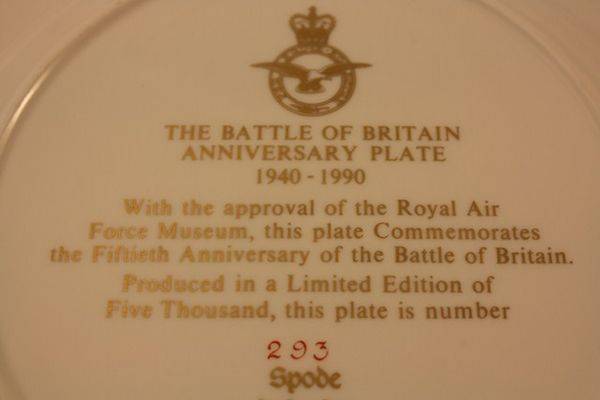 THE BATTLE OF BRITAIN
ANNIVERSARY PLATE
1940 - 1990
With the approval of the Royal Air
Force Museum, this plate Commemorates
the Fiftieth Anniversary of the Battle of Britain.
Produced in a Limited Edition of
Five Thousand, this plate is number
293
Spode